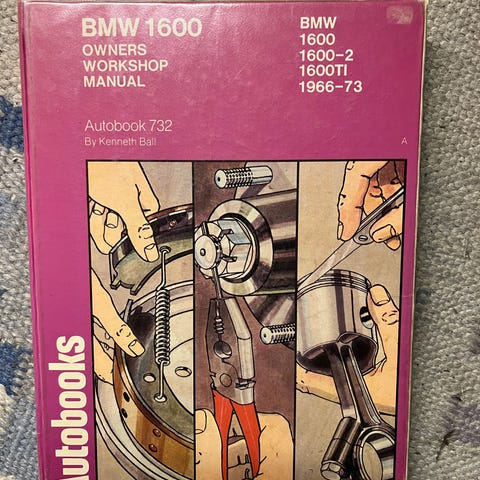 BMW 1600
OWNERS
WORKSHOP
MANUAL
BMW
1600
1600-2
1600TI
1966-73
Autobook 732
By Kenneth Ball
A
Autobooks